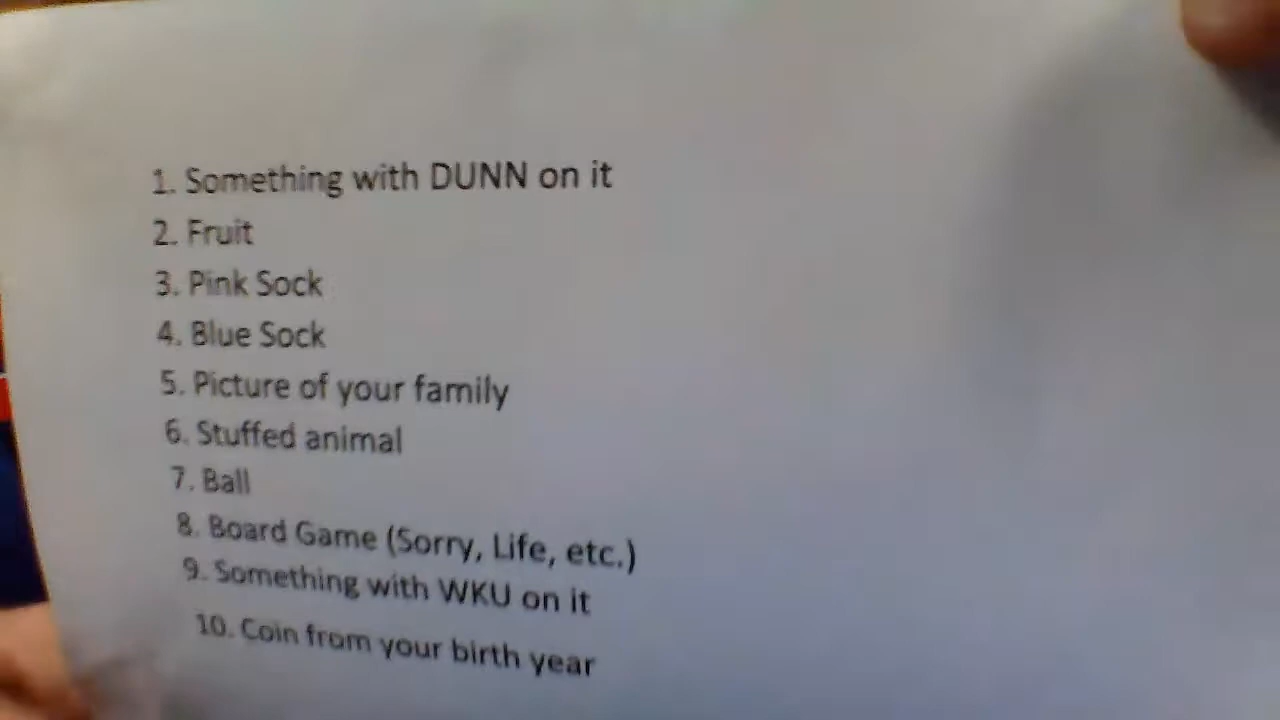 1. Something with DUNN on it
2. Fruit
3. Pink Sock
4. Blue Sock
5. Picture of your family
6. Stuffed animal
7. Ball
8. Board Game (Sorry, Life, etc.)
9. Something with WKU on it
10. Coin from your birth year